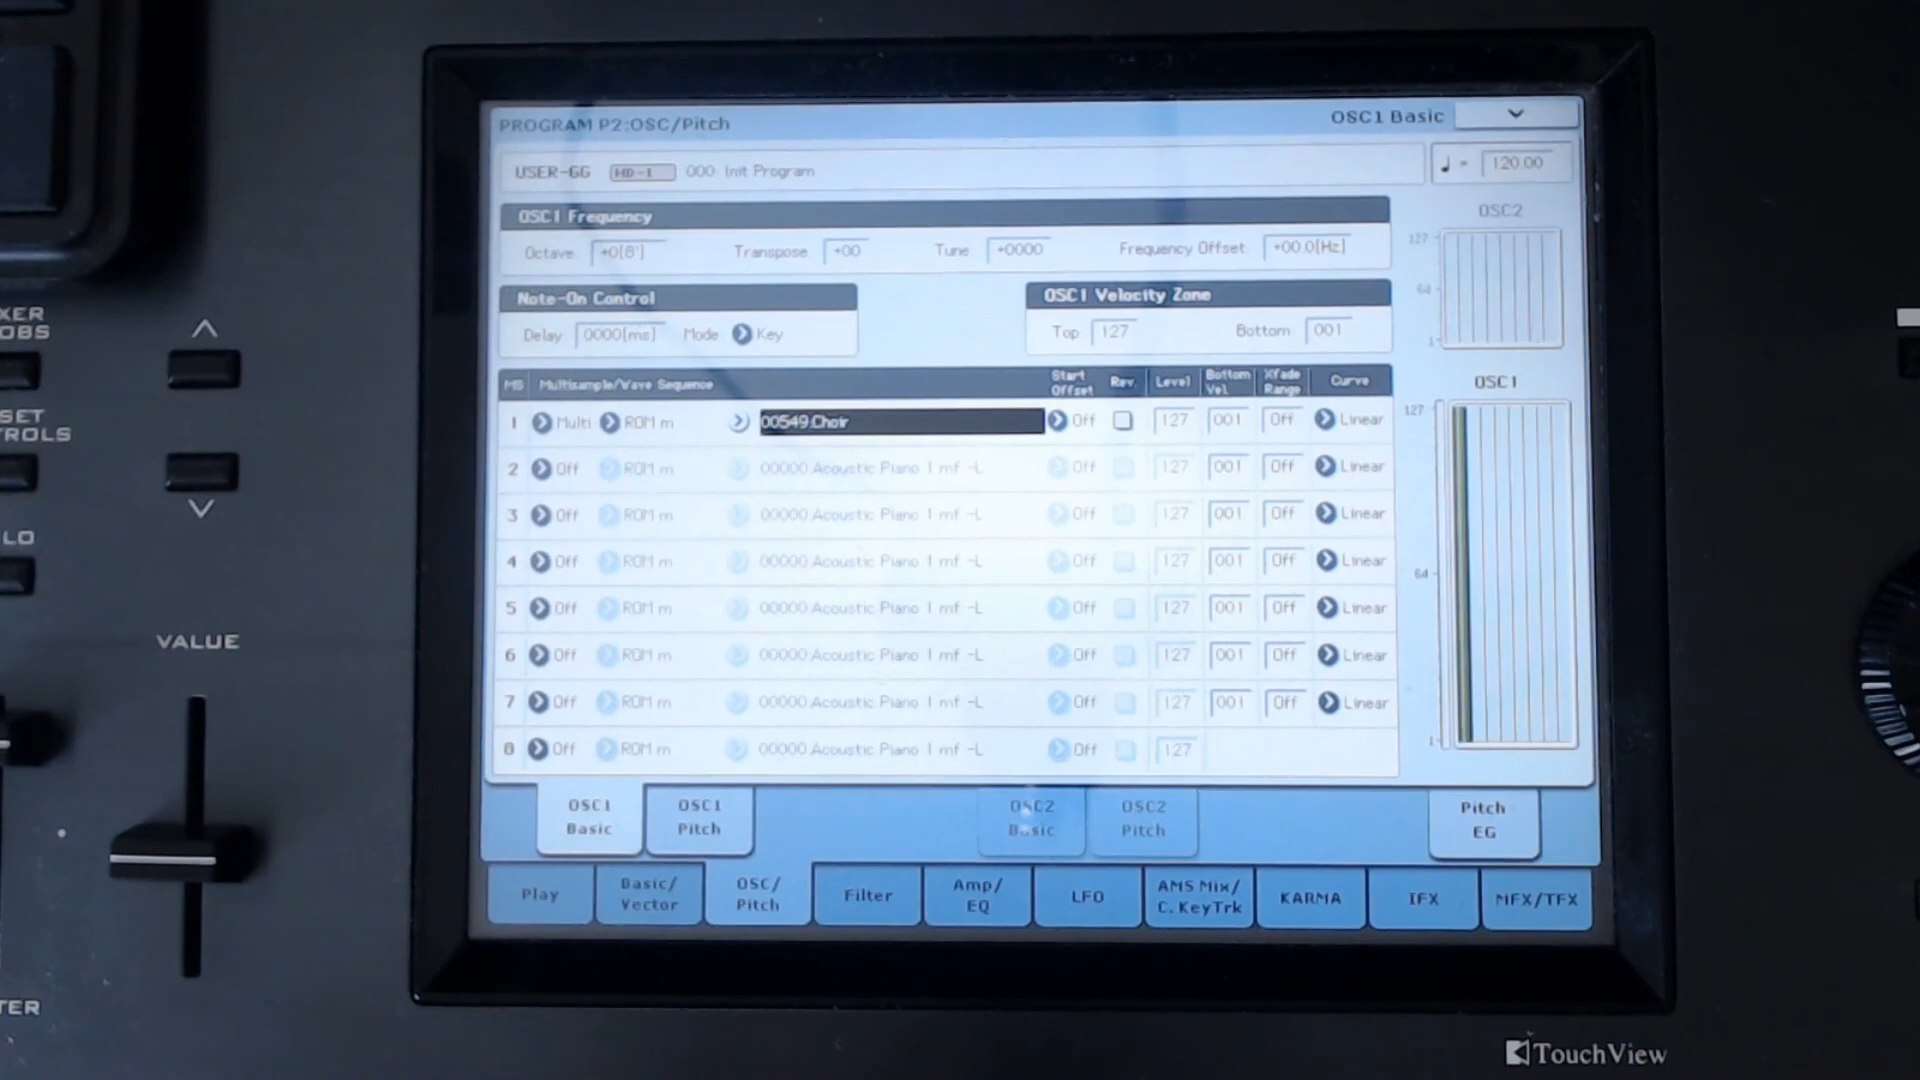 PROGRAM P2:OSC/Pitch OSC1 Basic
USER-GG HD-1 000 Init Program ♩ = 120.00
OSC1 Frequency OSC2
Octave +0[8'] Transpose +00 Tune +0000 Frequency Offset +00.0[Hz] 127
Note-On Control OSC1 Velocity Zone 64
Delay 0000[ms] Mode Key Top 127 Bottom 001 1
MS Multisample/Wave Sequence Start Offset Rev. Level Bottom Vel. Xfade Range Curve OSC1
1 Multi ROM m 00549:Choir Off 127 001 Off Linear 127
2 Off ROM m 00000:Acoustic Piano 1 mf -L Off 127 001 Off Linear
3 Off ROM m 00000:Acoustic Piano 1 mf -L Off 127 001 Off Linear
4 Off ROM m 00000:Acoustic Piano 1 mf -L Off 127 001 Off Linear 64
5 Off ROM m 00000:Acoustic Piano 1 mf -L Off 127 001 Off Linear
6 Off ROM m 00000:Acoustic Piano 1 mf -L Off 127 001 Off Linear
7 Off ROM m 00000:Acoustic Piano 1 mf -L Off 127 001 Off Linear
8 Off ROM m 00000:Acoustic Piano 1 mf -L Off 127 1
OSC1 Basic OSC1 Pitch OSC2 Basic OSC2 Pitch Pitch EG
Play Basic/Vector OSC/Pitch Filter Amp/EQ LFO AMS Mix/C. KeyTrk KARMA IFX MFX/TFX
XER
OBS
SET
TROLS
LO
VALUE
TER
TouchView